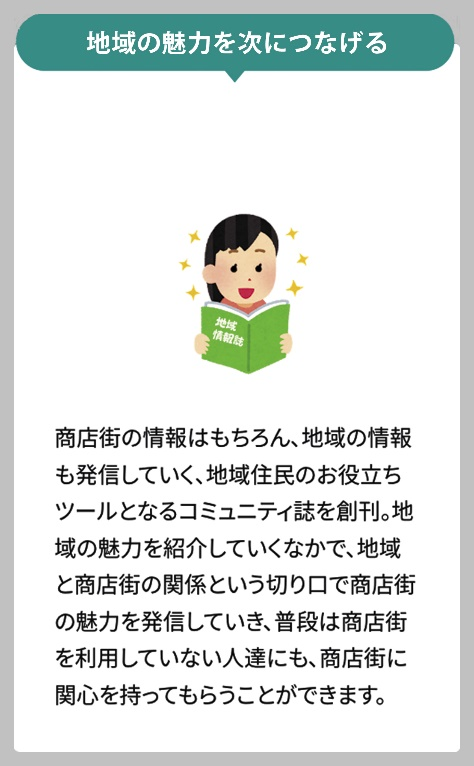 地域の魅力を次につなげる
地域
情報誌
商店街の情報はもちろん、地域の情報
も発信していく、地域住民のお役立ち
ツールとなるコミュニティ誌を創刊。地
域の魅力を紹介していくなかで、地域
と商店街の関係という切り口で商店街
の魅力を発信していき、普段は商店街
を利用していない人達にも、商店街に
関心を持ってもらうことができます。